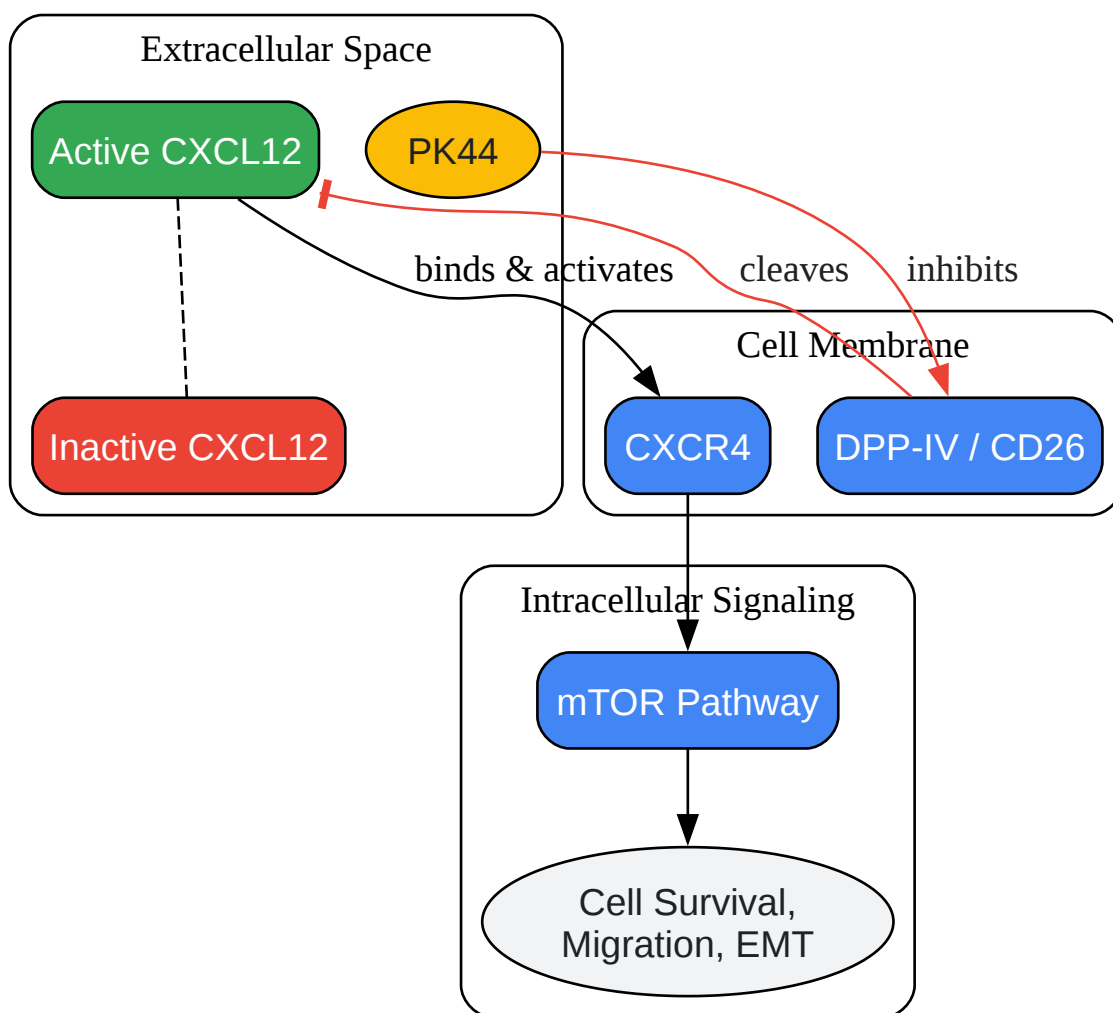 Extracellular Space
Active CXCL12
PK44
binds & activates
cleaves
inhibits
Cell Membrane
Inactive CXCL12
CXCR4
DPP-IV / CD26
Intracellular Signaling
mTOR Pathway
Cell Survival,
Migration, EMT